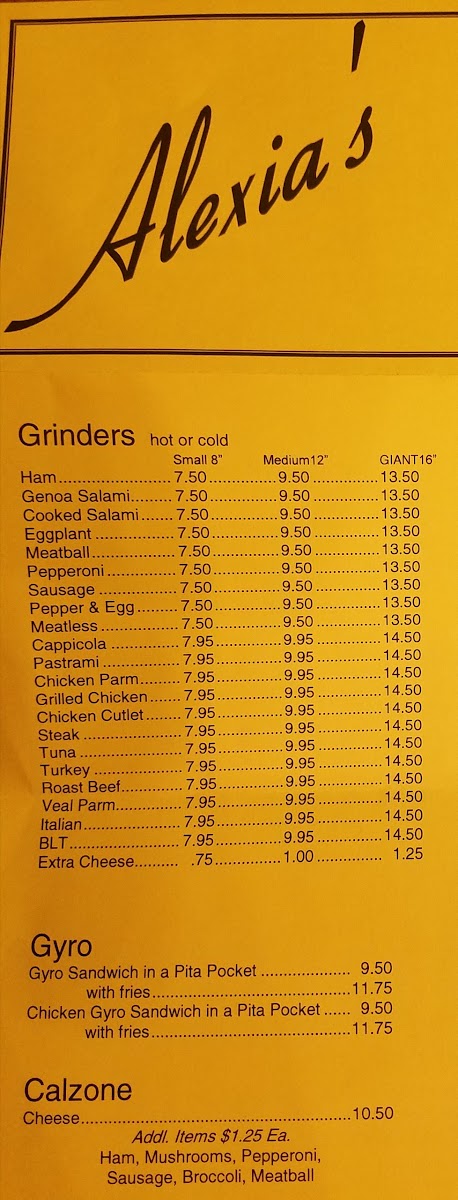 Alexia's
Grinders hot or cold
Small 8" Medium12" GIANT16"
Ham.....................7.50.................9.50................13.50
Genoa Salami.........7.50.................9.50................13.50
Cooked Salami.......7.50.................9.50................13.50
Eggplant................7.50.................9.50................13.50
Meatball.................7.50.................9.50................13.50
Pepperoni..............7.50.................9.50................13.50
Sausage................7.50.................9.50................13.50
Pepper & Egg.........7.50.................9.50................13.50
Meatless................7.50.................9.50................13.50
Cappicola..............7.95.................9.95................14.50
Pastrami................7.95.................9.95................14.50
Chicken Parm.........7.95.................9.95................14.50
Grilled Chicken.......7.95.................9.95................14.50
Chicken Cutlet........7.95.................9.95................14.50
Steak....................7.95.................9.95................14.50
Tuna.....................7.95.................9.95................14.50
Turkey..................7.95.................9.95................14.50
Roast Beef.............7.95.................9.95................14.50
Veal Parm..............7.95.................9.95................14.50
Italian....................7.95.................9.95................14.50
BLT.......................7.95.................9.95................14.50
Extra Cheese.......... .75................1.00................ 1.25
Gyro
Gyro Sandwich in a Pita Pocket..................... 9.50
with fries...............................................11.75
Chicken Gyro Sandwich in a Pita Pocket...... 9.50
with fries...............................................11.75
Calzone
Cheese...............................................................10.50
Addl. Items $1.25 Ea.
Ham, Mushrooms, Pepperoni,
Sausage, Broccoli, Meatball